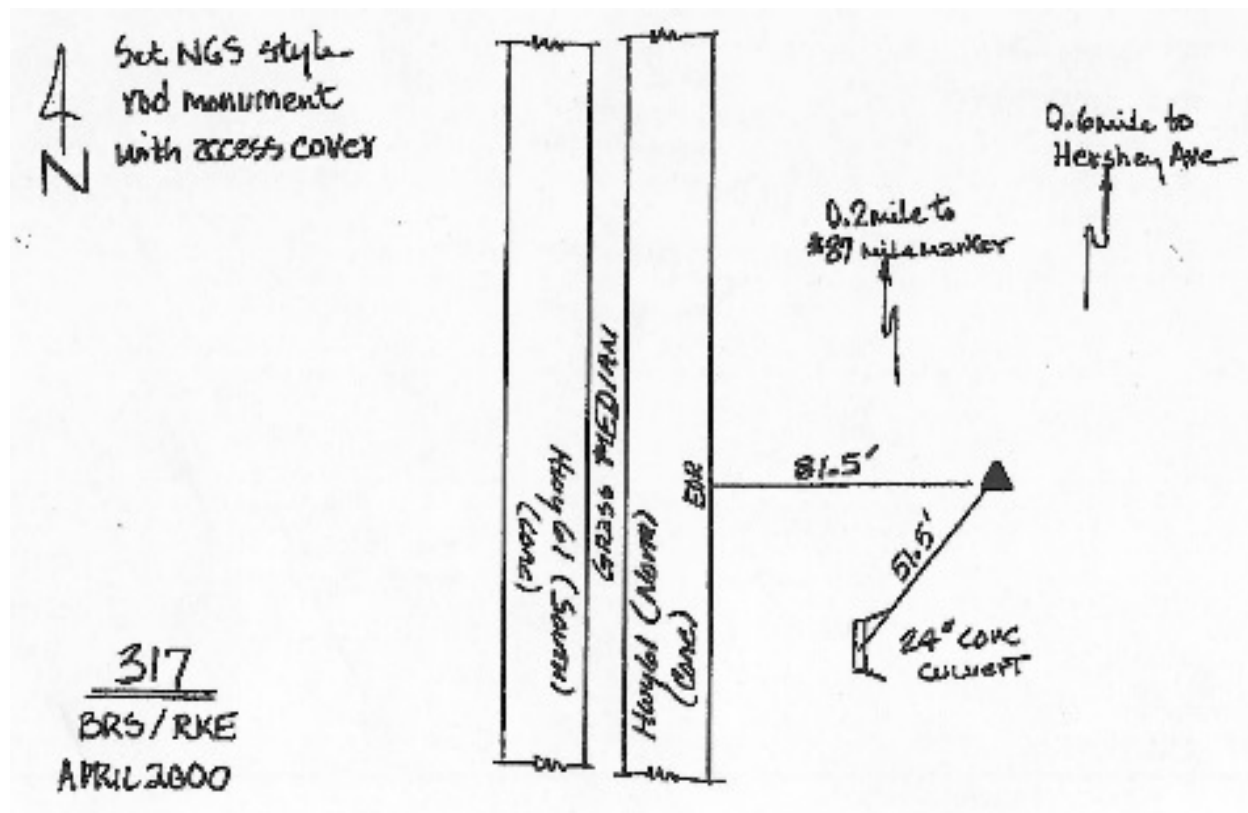 Set NGS style
rod monument
with access cover
N
0.6 mile to
Hershey Ave
0.2 mile to
#87 mile marker
GRASS MEDIAN
Hwy 61 (South)
(Conc)
Hwy 61 (North)
(Conc)
EOR
81.5'
51.5'
24" CONC
CULVERT
317
BRS/RKE
APRIL 2000